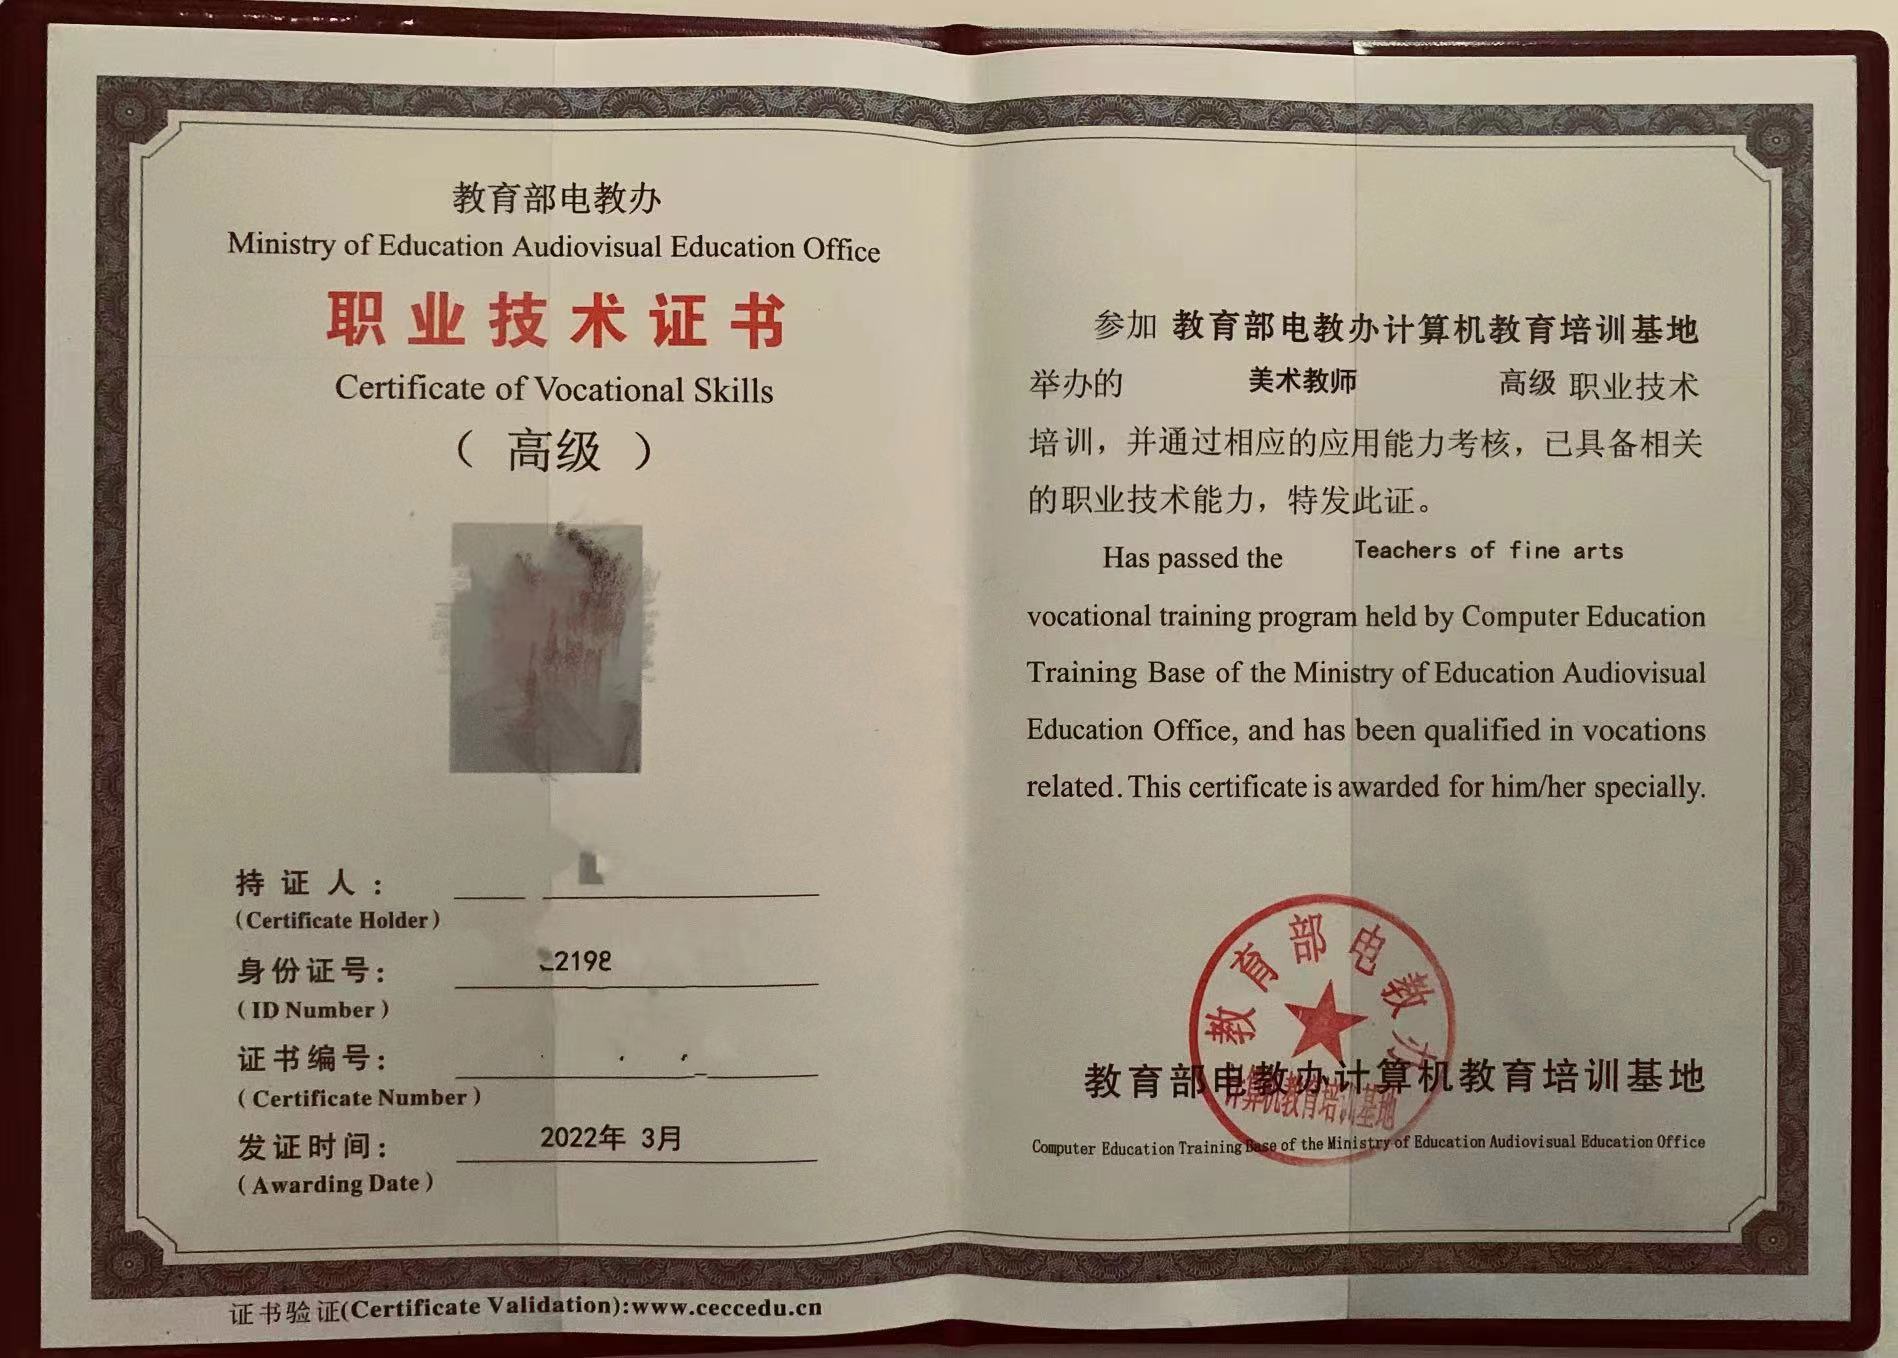 教育部电教办
Ministry of Education Audiovisual Education Office
职业技术证书
Certificate of Vocational Skills
（ 高级 ）
持 证 人 :
(Certificate Holder)
身份证号: 2198
(ID Number)
证书编号:
(Certificate Number)
发证时间: 2022年 3月
(Awarding Date)
证书验证(Certificate Validation):www.ceccedu.cn
参加 教育部电教办计算机教育培训基地
举办的 美术教师 高级 职业技术
培训，并通过相应的应用能力考核，已具备相关
的职业技术能力，特发此证。
Has passed the Teachers of fine arts
vocational training program held by Computer Education
Training Base of the Ministry of Education Audiovisual
Education Office, and has been qualified in vocations
related. This certificate is awarded for him/her specially.
教育部电教办
计算机教育培训基地
教育部电教办计算机教育培训基地
Computer Education Training Base of the Ministry of Education Audiovisual Education Office